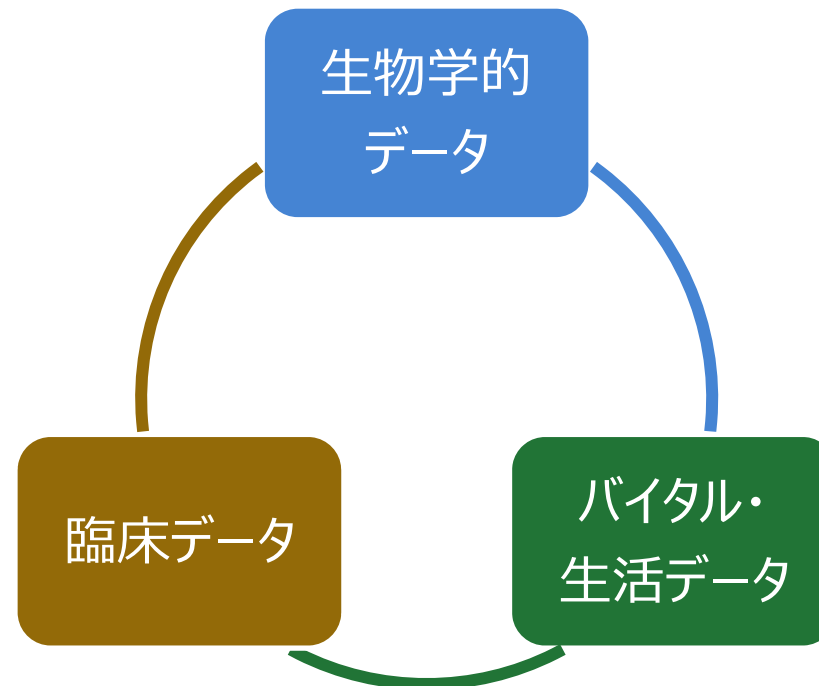 生物学的
データ
臨床データ
バイタル・
生活データ